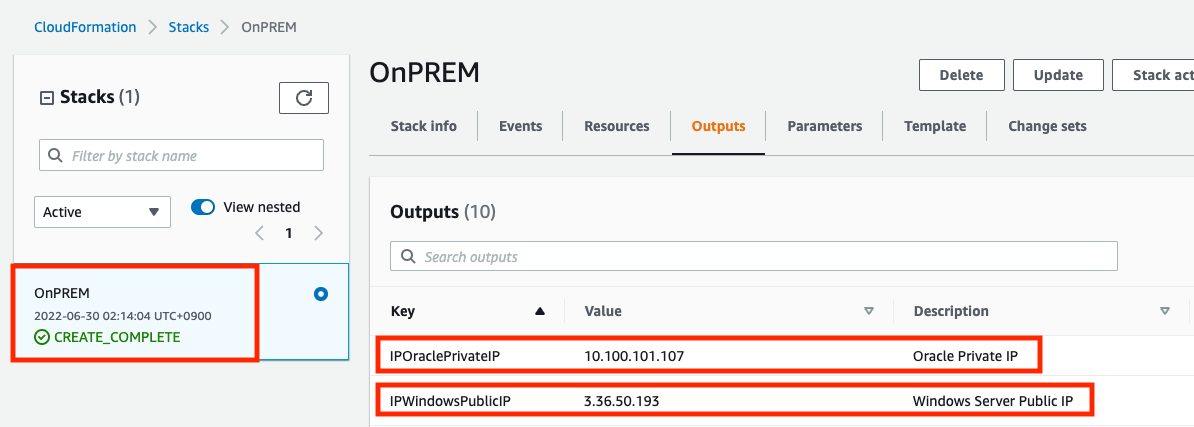 CloudFormation > Stacks > OnPREM
Stacks (1)
Filter by stack name
Active
View nested
1
OnPREM
2022-06-30 02:14:04 UTC+0900
CREATE_COMPLETE
OnPREM
Delete Update Stack act
Stack info Events Resources Outputs Parameters Template Change sets
Outputs (10)
Search outputs
Key Value Description
IPOraclePrivateIP 10.100.101.107 Oracle Private IP
IPWindowsPublicIP 3.36.50.193 Windows Server Public IP